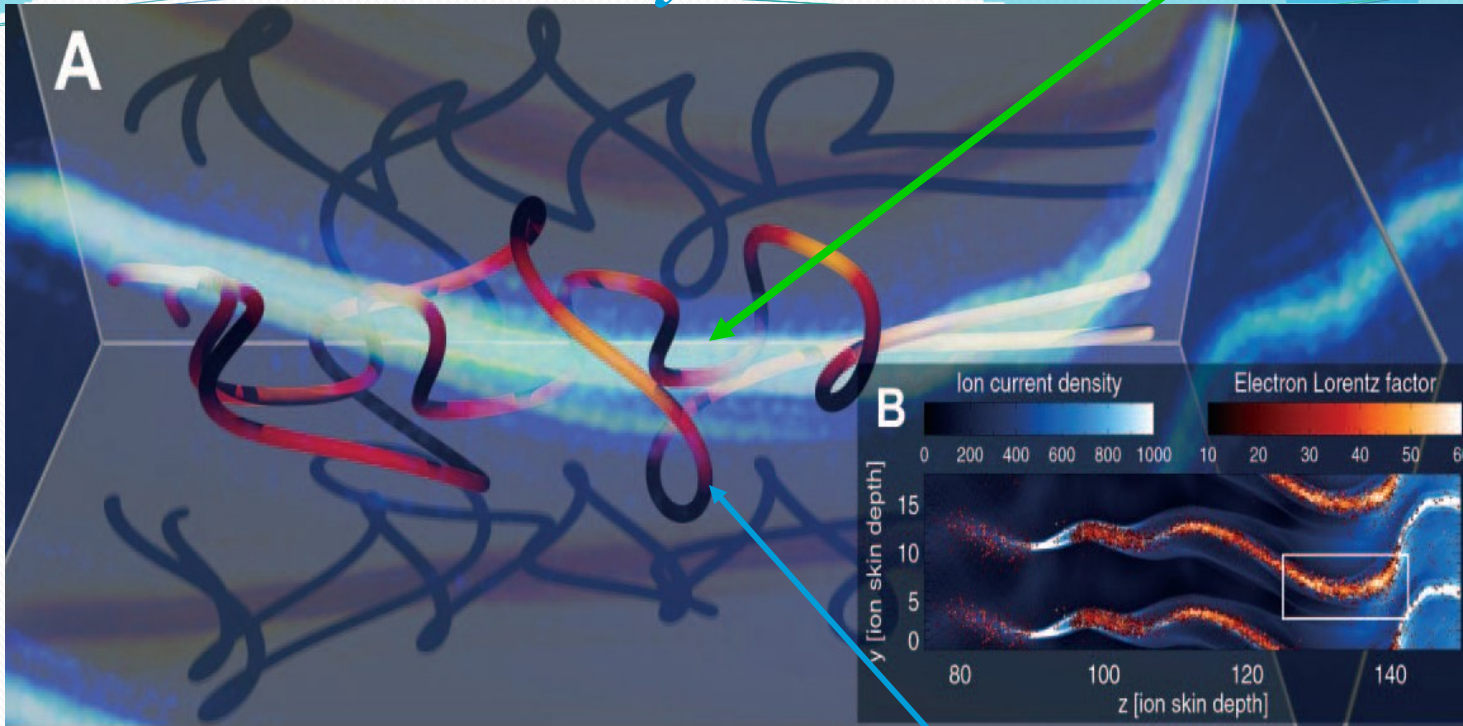 A
B
Ion current density
Electron Lorentz factor
0 200 400 600 800 1000
10 20 30 40 50
y [ion skin depth]
15
10
5
0
80 100 120 140
z [ion skin depth]